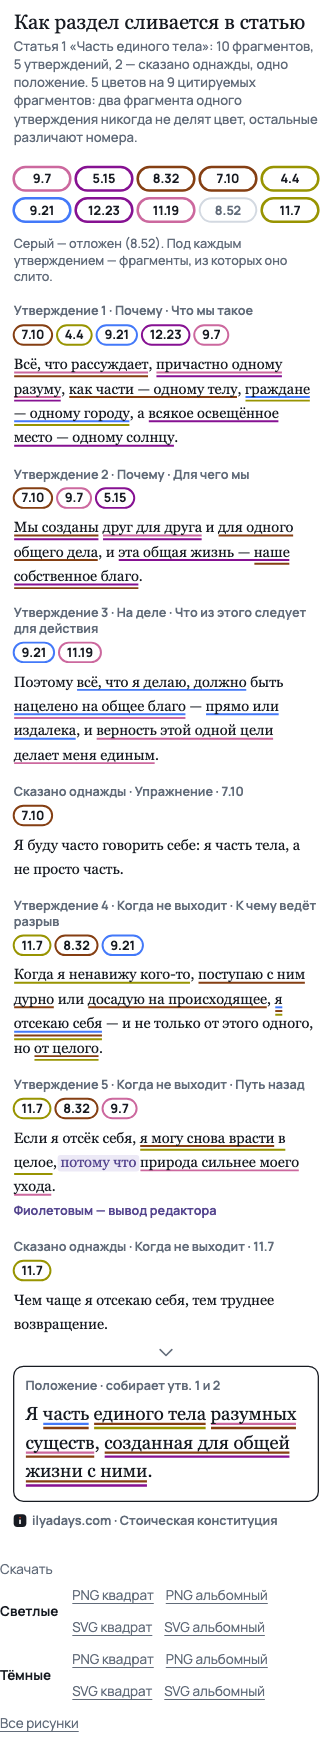 Как раздел сливается в статью
Статья 1 «Часть единого тела»: 10 фрагментов,
5 утверждений, 2 — сказано однажды, одно
положение. 5 цветов на 9 цитируемых
фрагментов: два фрагмента одного
утверждения никогда не делят цвет, остальные
различают номера.
9.7 5.15 8.32 7.10 4.4
9.21 12.23 11.19 8.52 11.7
Серый — отложен (8.52). Под каждым
утверждением — фрагменты, из которых оно
слито.
Утверждение 1 · Почему · Что мы такое
7.10 4.4 9.21 12.23 9.7
Всё, что рассуждает, причастно одному
разуму, как части — одному телу, граждане
— одному городу, а всякое освещённое
место — одному солнцу.
Утверждение 2 · Почему · Для чего мы
7.10 9.7 5.15
Мы созданы друг для друга и для одного
общего дела, и эта общая жизнь — наше
собственное благо.
Утверждение 3 · На деле · Что из этого следует
для действия
9.21 11.19
Поэтому всё, что я делаю, должно быть
нацелено на общее благо — прямо или
издалека, и верность этой одной цели
делает меня единым.
Сказано однажды · Упражнение · 7.10
7.10
Я буду часто говорить себе: я часть тела, а
не просто часть.
Утверждение 4 · Когда не выходит · К чему ведёт
разрыв
11.7 8.32 9.21
Когда я ненавижу кого-то, поступаю с ним
дурно или досадую на происходящее, я
отсекаю себя — и не только от этого одного,
но от целого.
Утверждение 5 · Когда не выходит · Путь назад
11.7 8.32 9.7
Если я отсёк себя, я могу снова врасти в
целое, потому что природа сильнее моего
ухода.
Фиолетовым — вывод редактора
Сказано однажды · Когда не выходит · 11.7
11.7
Чем чаще я отсекаю себя, тем труднее
возвращение.
Положение · собирает утв. 1 и 2
Я часть единого тела разумных
существ, созданная для общей
жизни с ними.
ilyadays.com · Стоическая конституция
Скачать
Светлые
PNG квадрат PNG альбомный
SVG квадрат SVG альбомный
Тёмные
PNG квадрат PNG альбомный
SVG квадрат SVG альбомный
Все рисунки